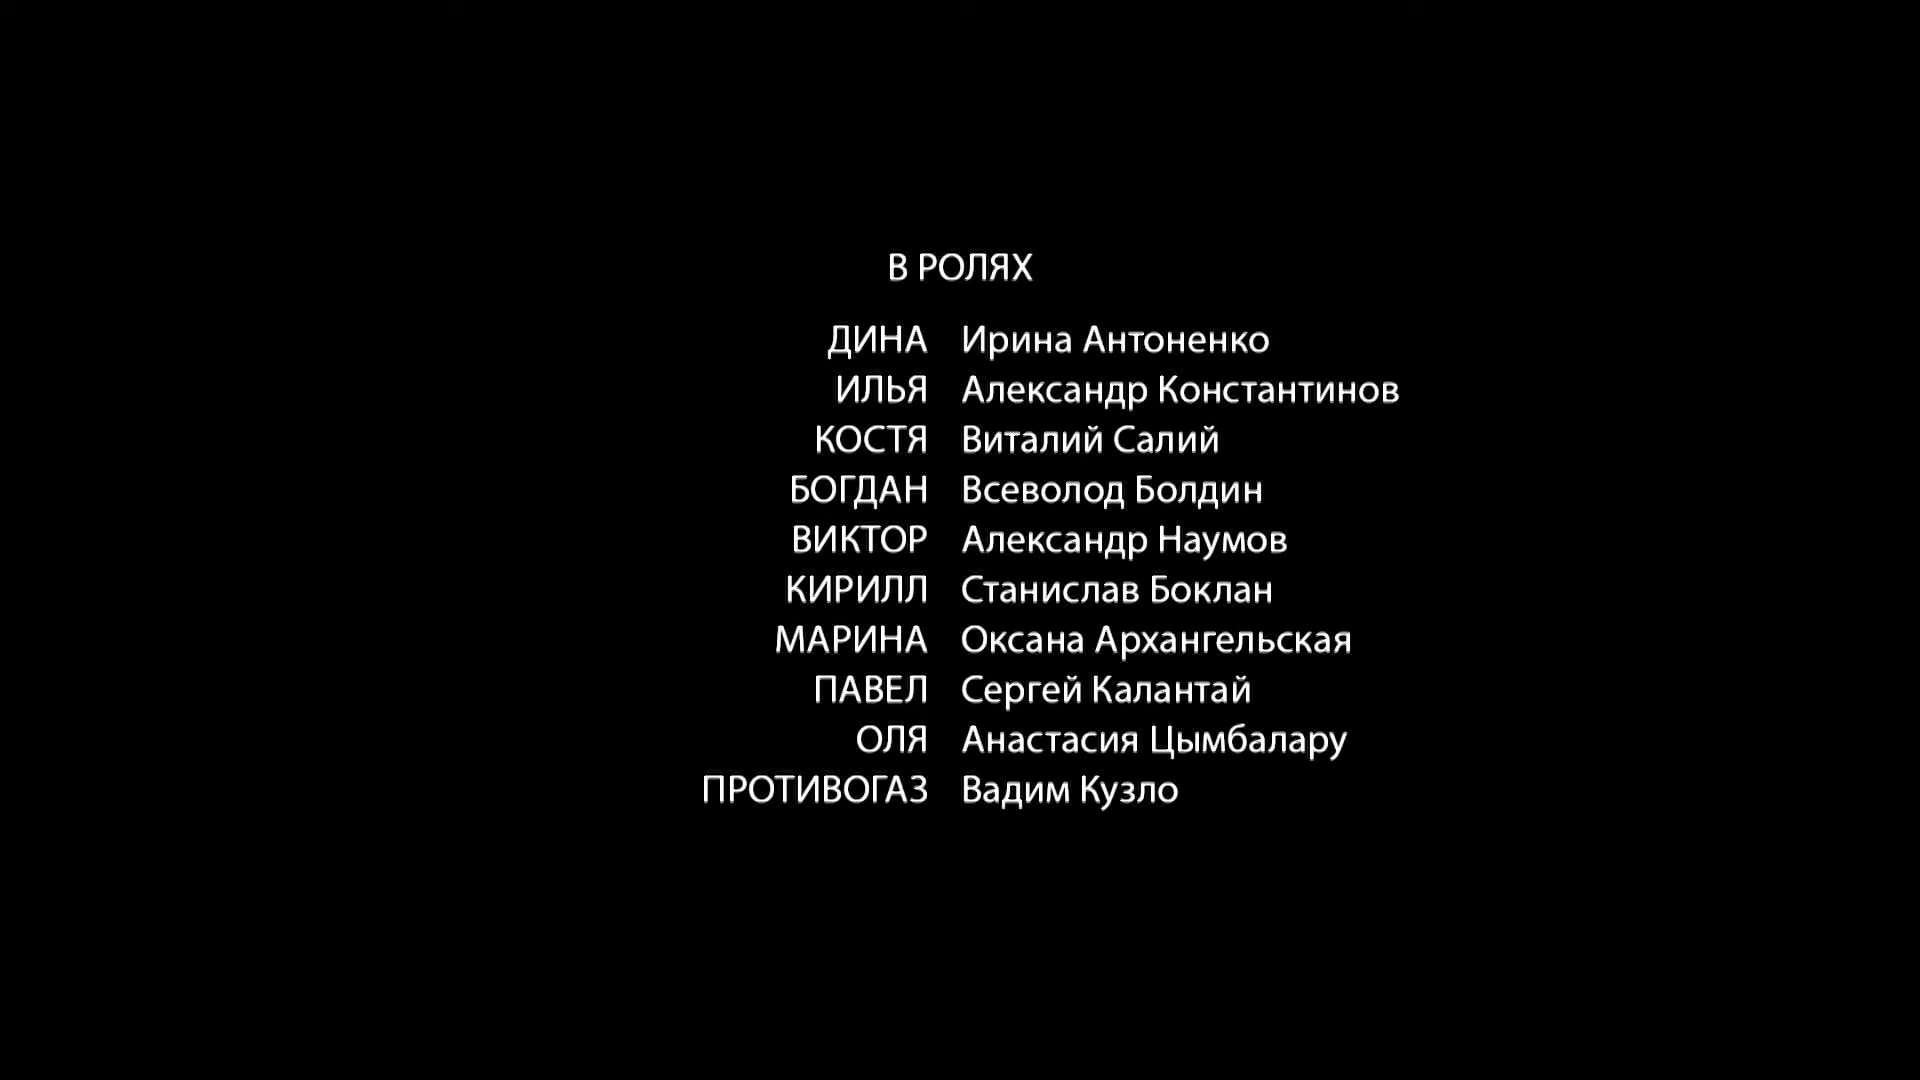 В РОЛЯХ
ДИНА Ирина Антоненко
ИЛЬЯ Александр Константинов
КОСТЯ Виталий Салий
БОГДАН Всеволод Болдин
ВИКТОР Александр Наумов
КИРИЛЛ Станислав Боклан
МАРИНА Оксана Архангельская
ПАВЕЛ Сергей Калантай
ОЛЯ Анастасия Цымбалару
ПРОТИВОГАЗ Вадим Кузло